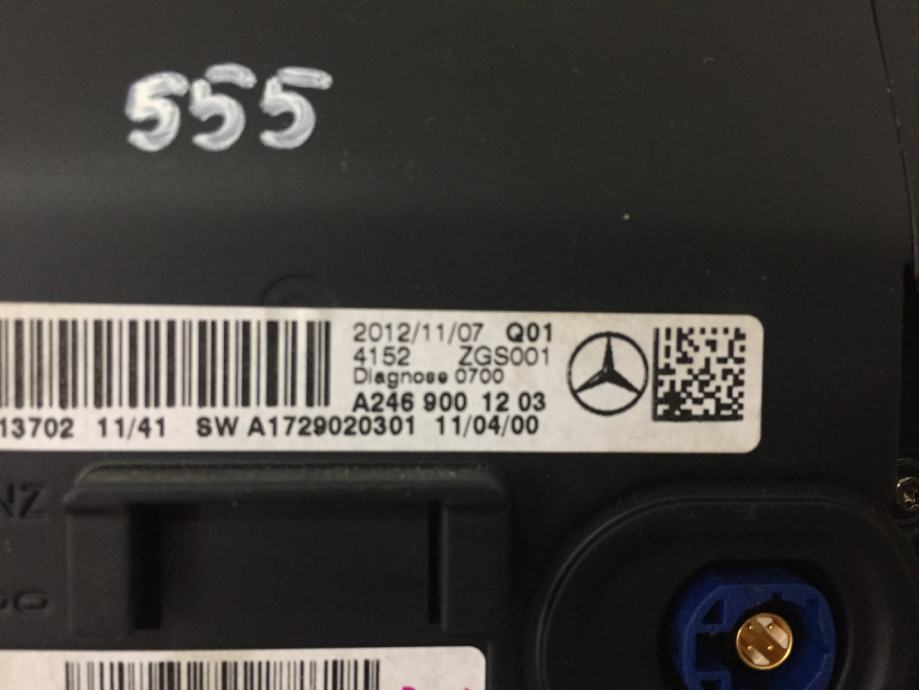 555
2012/11/07 Q01
4152 ZGS001
Diagnose 0700
A246 900 12 03
13702 11/41 SW A1729020301 11/04/00
NZ